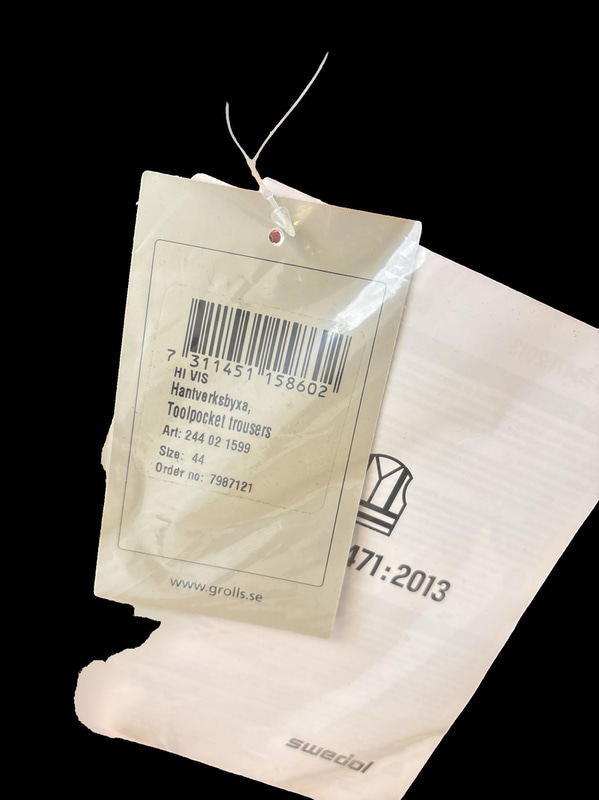 7 311451 158602
HI VIS
Hantverksbyxa,
Toolpocket trousers
Art: 244 02 1599
Size: 44
Order no: 7987121
www.grolls.se
471:2013
swedol